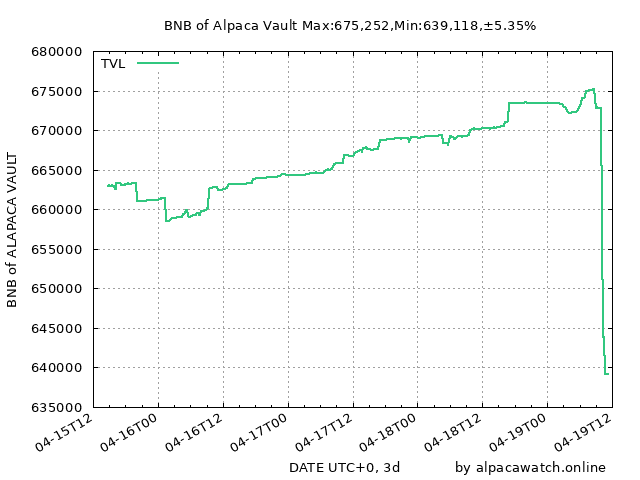 BNB of Alpaca Vault Max:675,252,Min:639,118,±5.35%
TVL
BNB of ALAPACA VAULT
680000
675000
670000
665000
660000
655000
650000
645000
640000
635000
04-15T12
04-16T00
04-16T12
04-17T00
04-17T12
04-18T00
04-18T12
04-19T00
04-19T12
DATE UTC+0, 3d
by alpacawatch.online